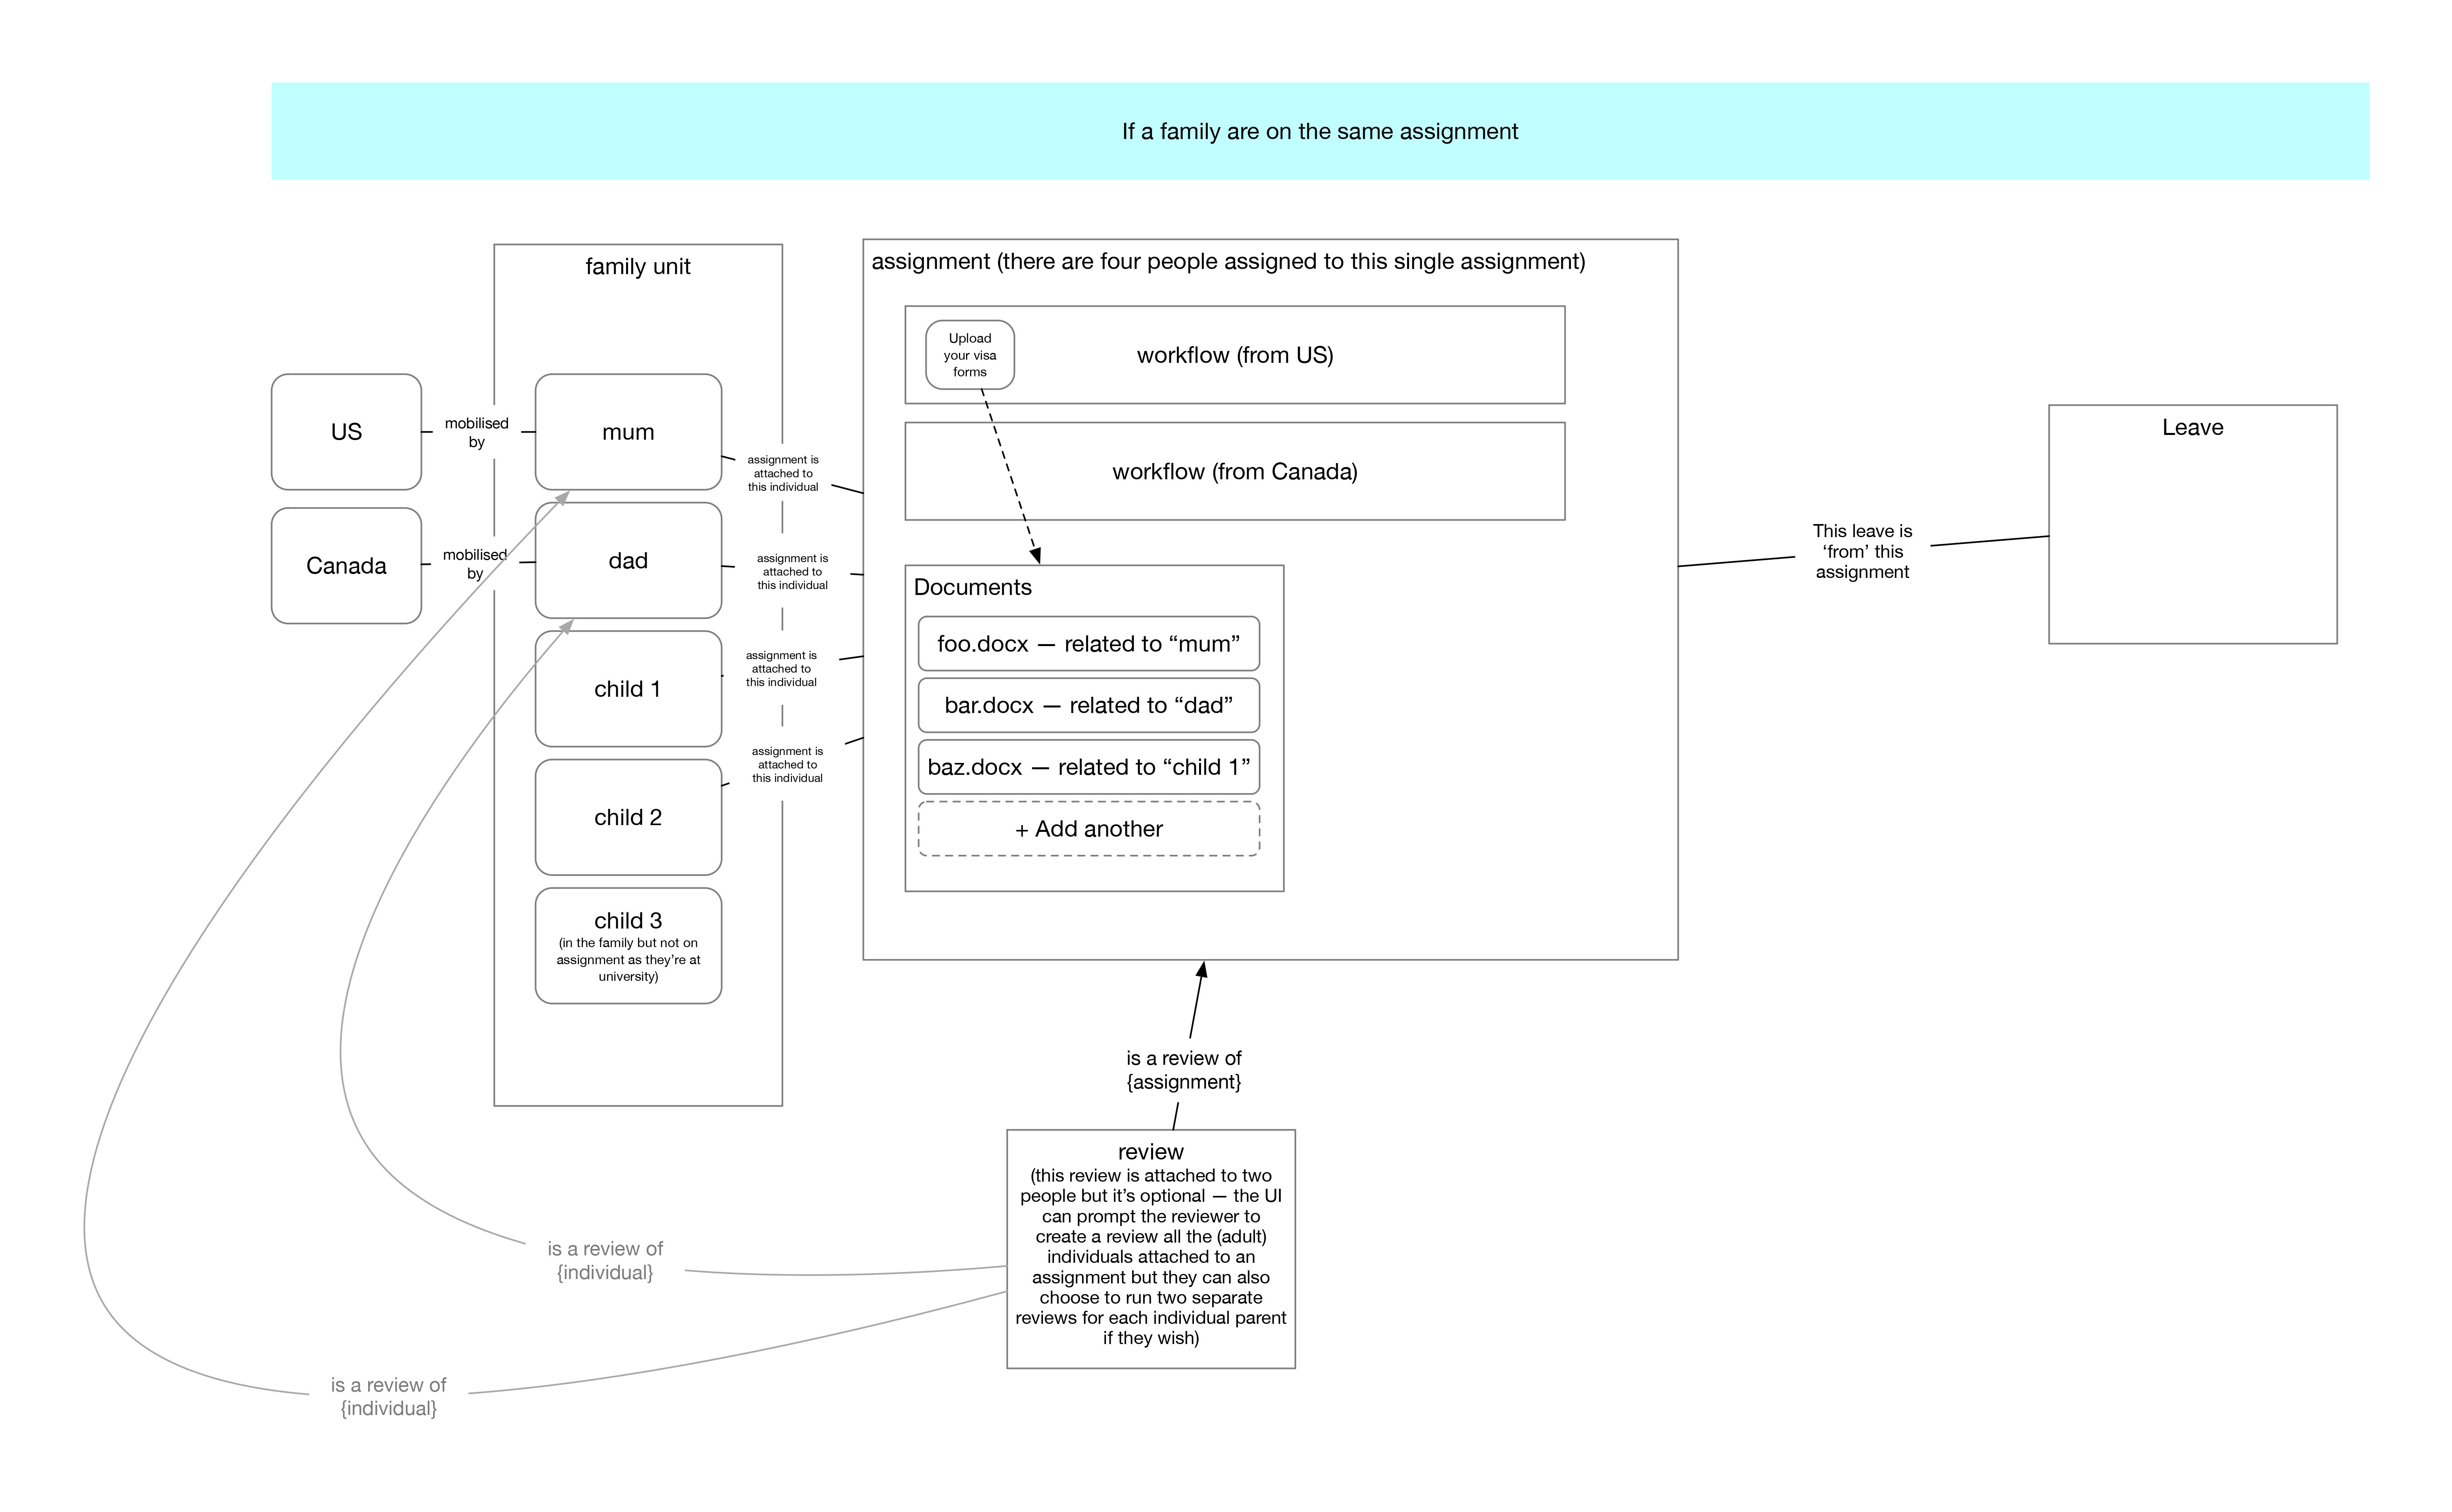 If a family are on the same assignment
family unit
US
mobilised
by
mum
Canada
mobilised
by
dad
child 1
child 2
child 3
(in the family but not on
assignment as they’re at
university)
assignment is
attached to
this individual
assignment is
attached to
this individual
assignment is
attached to
this individual
assignment is
attached to
this individual
assignment (there are four people assigned to this single assignment)
Upload
your visa
forms
workflow (from US)
workflow (from Canada)
Documents
foo.docx — related to “mum”
bar.docx — related to “dad”
baz.docx — related to “child 1”
+ Add another
This leave is
‘from’ this
assignment
Leave
is a review of
{assignment}
review
(this review is attached to two
people but it’s optional — the UI
can prompt the reviewer to
create a review all the (adult)
individuals attached to an
assignment but they can also
choose to run two separate
reviews for each individual parent
if they wish)
is a review of
{individual}
is a review of
{individual}